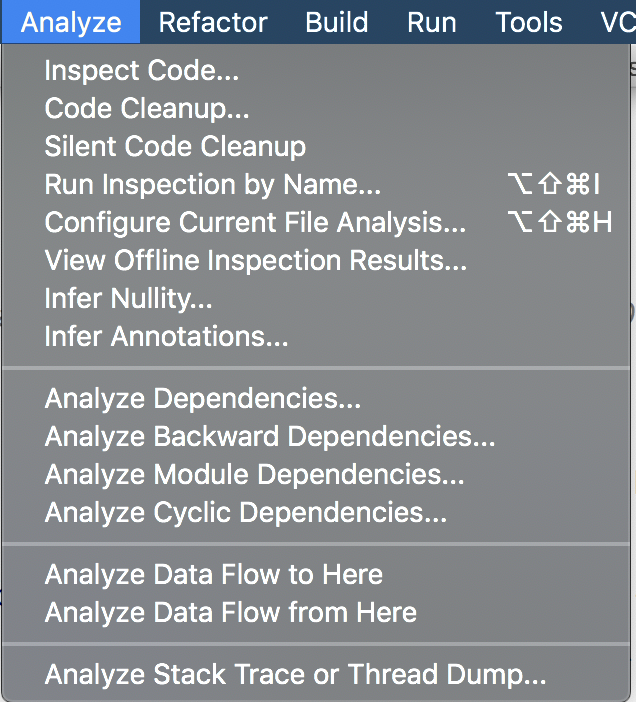 Analyze Refactor Build Run Tools VC
Inspect Code...
Code Cleanup...
Silent Code Cleanup
Run Inspection by Name... ⌥⇧⌘I
Configure Current File Analysis... ⌥⇧⌘H
View Offline Inspection Results...
Infer Nullity...
Infer Annotations...
Analyze Dependencies...
Analyze Backward Dependencies...
Analyze Module Dependencies...
Analyze Cyclic Dependencies...
Analyze Data Flow to Here
Analyze Data Flow from Here
Analyze Stack Trace or Thread Dump...